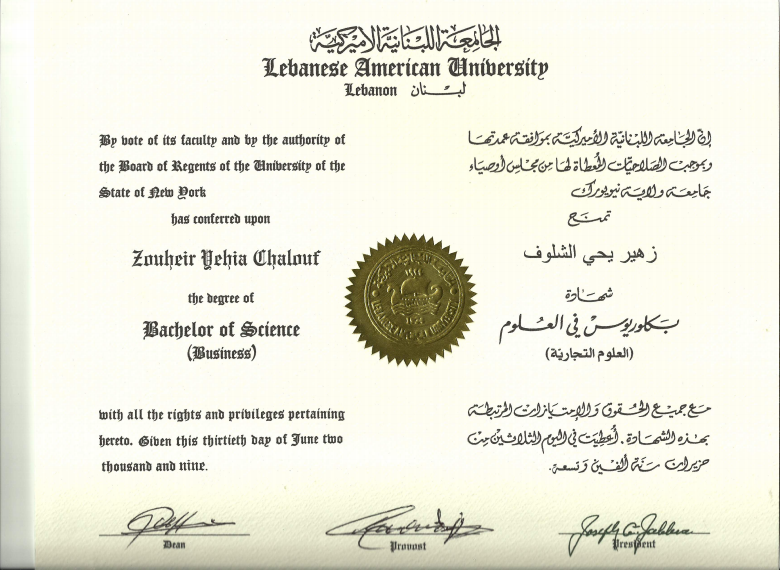 الجامعة اللبنانية الاميركية
Lebanese American University
Lebanon لبنان
By vote of its faculty and by the authority of
the Board of Regents of the University of the
State of New York
has conferred upon
Zouheir Yehia Chalouf
the degree of
Bachelor of Science
(Business)
with all the rights and privileges pertaining
hereto. Given this thirtieth day of June two
thousand and nine.
إن الجامعة اللبنانية الأميركية بموافقة عمدتها
وبموجب الصلاحيات المعطاة لها من مجلس أوصياء
جامعة ولاية نيويورك
تمنح
زهير يحي الشلوف
شهادة
بكالوريوس في العلوم
(العلوم التجارية)
مع جميع الحقوق والإمتيازات المرتبطة
بهذه الشهادة. أعطيت في اليوم الثلاثين من
حزيران سنة ألفين وتسعة.
Dean
Provost
Joseph G. Jabbra
President